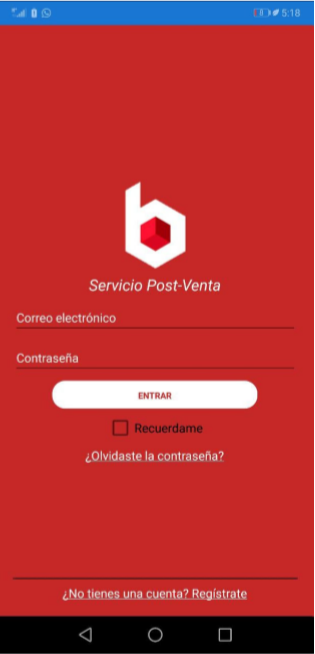 5:18
Servicio Post-Venta
Correo electrónico
Contraseña
ENTRAR
Recuerdame
¿Olvidaste la contraseña?
¿No tienes una cuenta? Regístrate